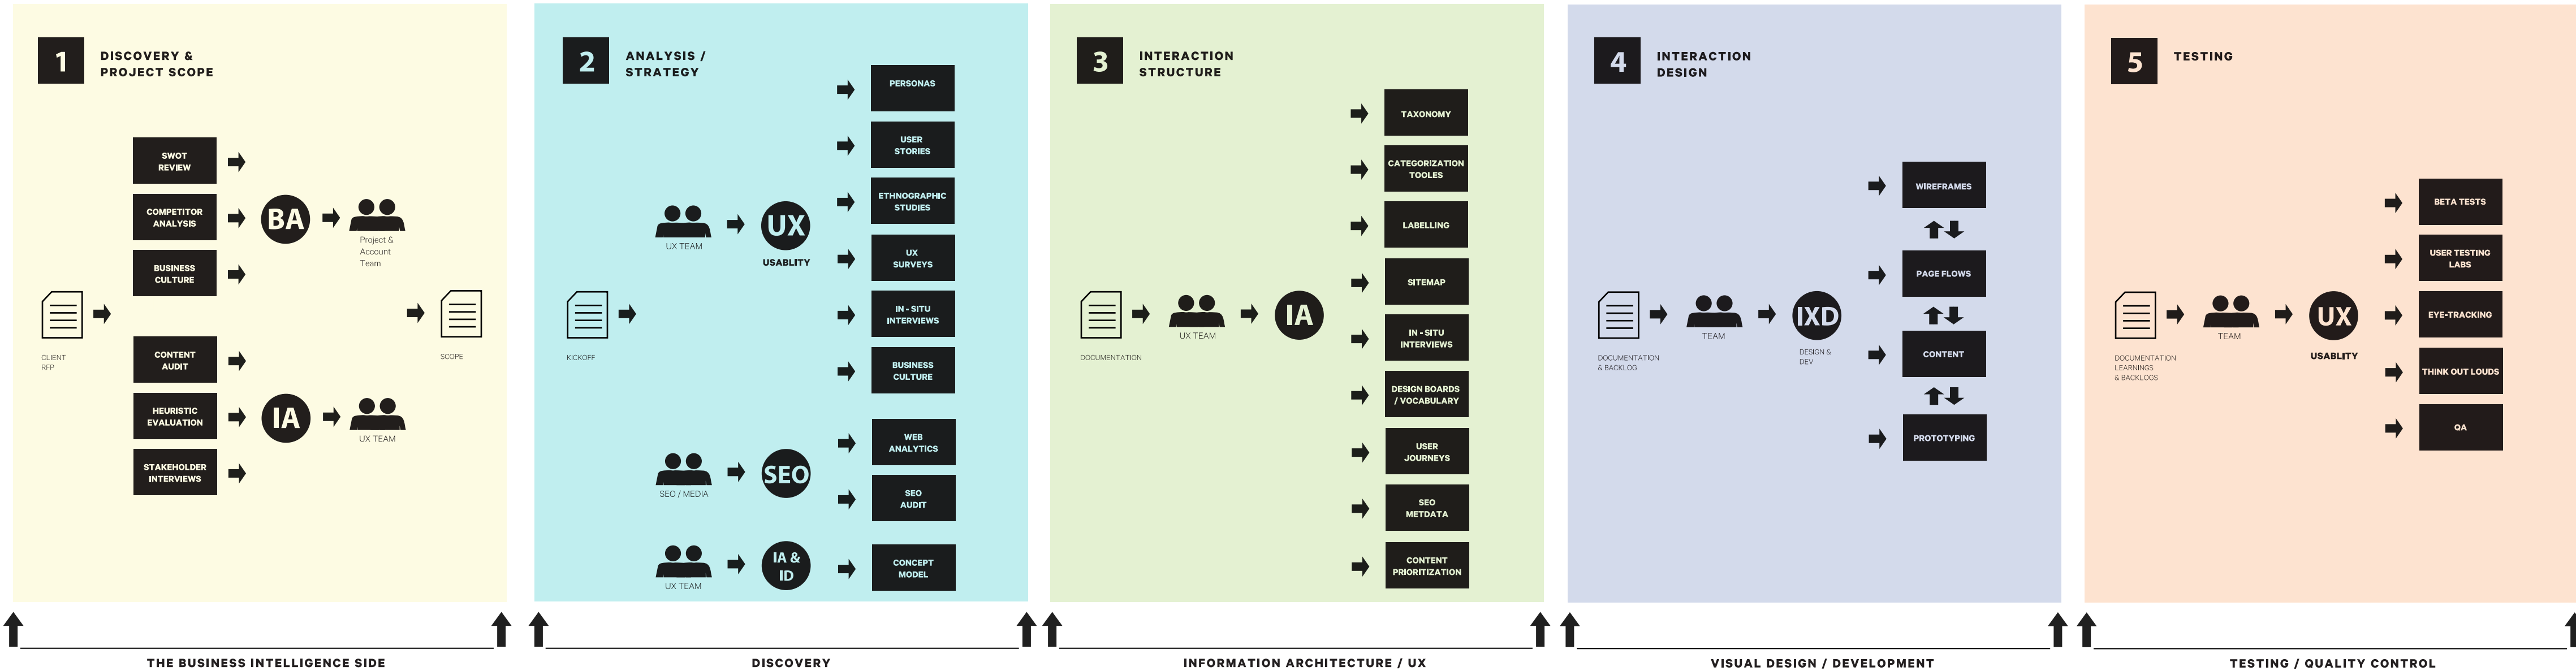 1
DISCOVERY &
PROJECT SCOPE
SWOT
REVIEW
COMPETITOR
ANALYSIS
BUSINESS
CULTURE
BA
Project &
Account
Team
CLIENT
RFP
SCOPE
CONTENT
AUDIT
HEURISTIC
EVALUATION
STAKEHOLDER
INTERVIEWS
IA
UX TEAM
THE BUSINESS INTELLIGENCE SIDE
2
ANALYSIS /
STRATEGY
KICKOFF
UX TEAM
UX
USABLITY
PERSONAS
USER
STORIES
ETHNOGRAPHIC
STUDIES
UX
SURVEYS
IN - SITU
INTERVIEWS
BUSINESS
CULTURE
SEO / MEDIA
SEO
WEB
ANALYTICS
SEO
AUDIT
UX TEAM
IA &
ID
CONCEPT
MODEL
DISCOVERY
3
INTERACTION
STRUCTURE
DOCUMENTATION
UX TEAM
IA
TAXONOMY
CATEGORIZATION
TOOLES
LABELLING
SITEMAP
IN - SITU
INTERVIEWS
DESIGN BOARDS
/ VOCABULARY
USER
JOURNEYS
SEO
METDATA
CONTENT
PRIORITIZATION
INFORMATION ARCHITECTURE / UX
4
INTERACTION
DESIGN
DOCUMENTATION
& BACKLOG
TEAM
IXD
DESIGN &
DEV
WIREFRAMES
PAGE FLOWS
CONTENT
PROTOTYPING
VISUAL DESIGN / DEVELOPMENT
5
TESTING
DOCUMENTATION
LEARNINGS
& BACKLOGS
TEAM
UX
USABLITY
BETA TESTS
USER TESTING
LABS
EYE-TRACKING
THINK OUT LOUDS
QA
TESTING / QUALITY CONTROL